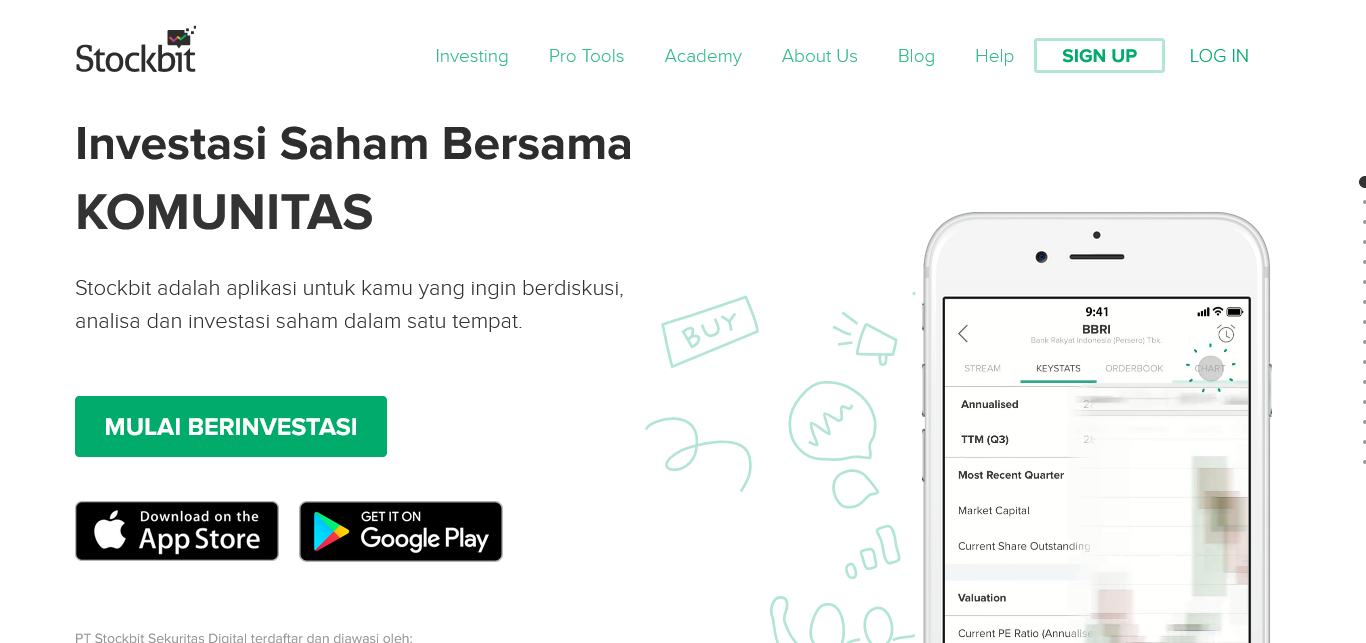 Stockbit
Investing Pro Tools Academy About Us Blog Help SIGN UP LOG IN
Investasi Saham Bersama
KOMUNITAS
Stockbit adalah aplikasi untuk kamu yang ingin berdiskusi,
analisa dan investasi saham dalam satu tempat.
MULAI BERINVESTASI
Download on the
App Store
GET IT ON
Google Play
PT Stockbit Sekuritas Digital terdaftar dan diawasi oleh:
BUY
9:41
BBRI
Bank Rakyat Indonesia (Persero) Tbk.
STREAM KEYSTATS ORDERBOOK CHART
Annualised
TTM (Q3)
Most Recent Quarter
Market Capital
Current Share Outstanding
Valuation
Current PE Ratio (Annualise